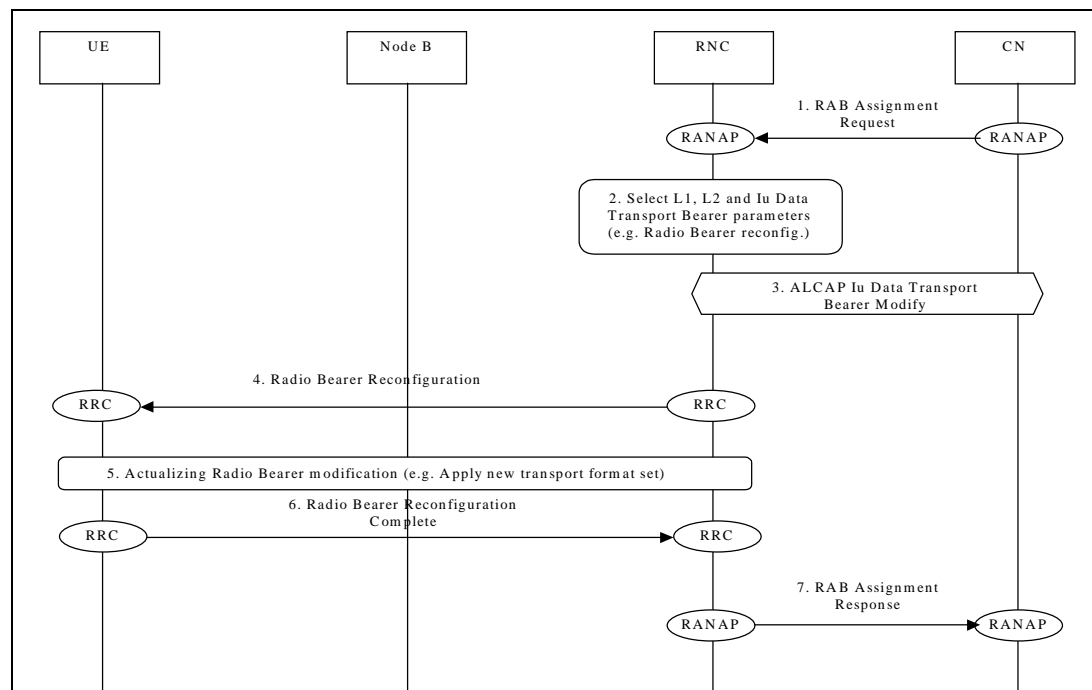 UE
Node B
RNC
CN
1. RAB Assignment
Request
RANAP
RANAP
2. Select L1, L2 and Iu Data
Transport Bearer parameters
(e.g. Radio Bearer reconfig.)
3. ALCAP Iu Data Transport
Bearer Modify
4. Radio Bearer Reconfiguration
RRC
RRC
5. Actualizing Radio Bearer modification (e.g. Apply new transport format set)
6. Radio Bearer Reconfiguration
Complete
RRC
RRC
7. RAB Assignment
Response
RANAP
RANAP